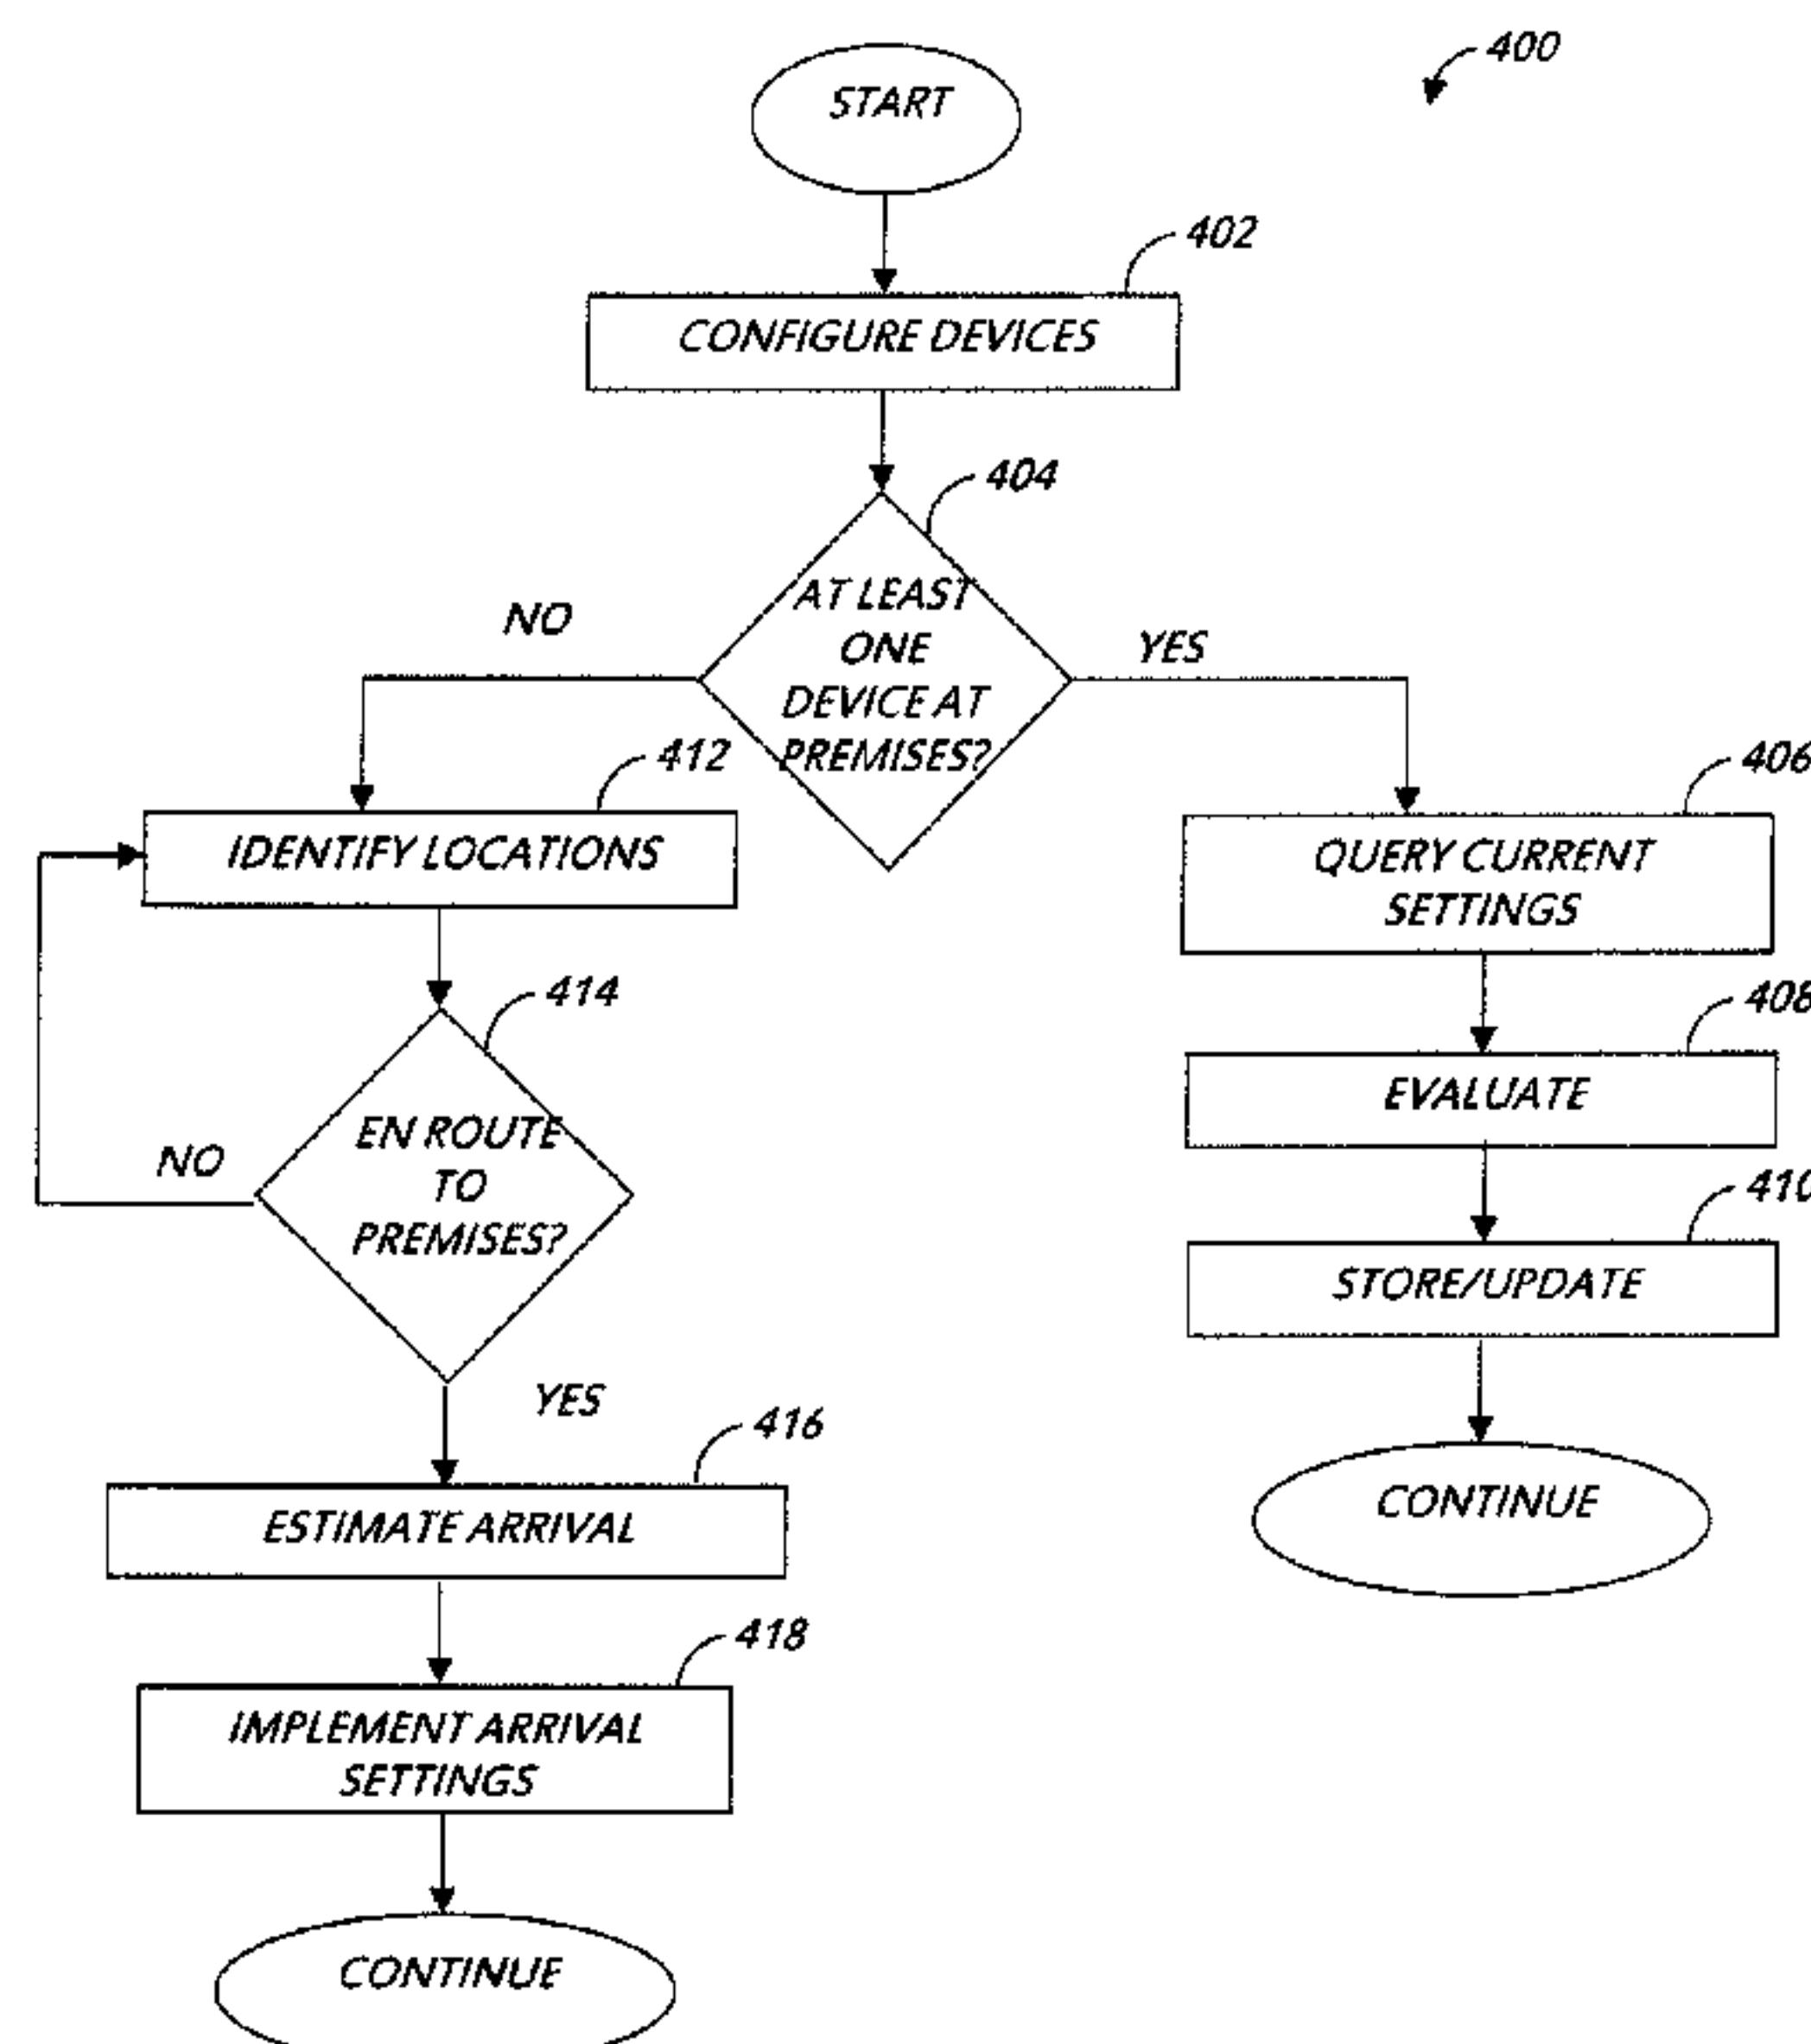 400
START
402
CONFIGURE DEVICES
404
AT LEAST
ONE
DEVICE AT
PREMISES?
NO
YES
412
IDENTIFY LOCATIONS
406
QUERY CURRENT
SETTINGS
414
EN ROUTE
TO
PREMISES?
NO
YES
408
EVALUATE
410
STORE/UPDATE
CONTINUE
416
ESTIMATE ARRIVAL
418
IMPLEMENT ARRIVAL
SETTINGS
CONTINUE